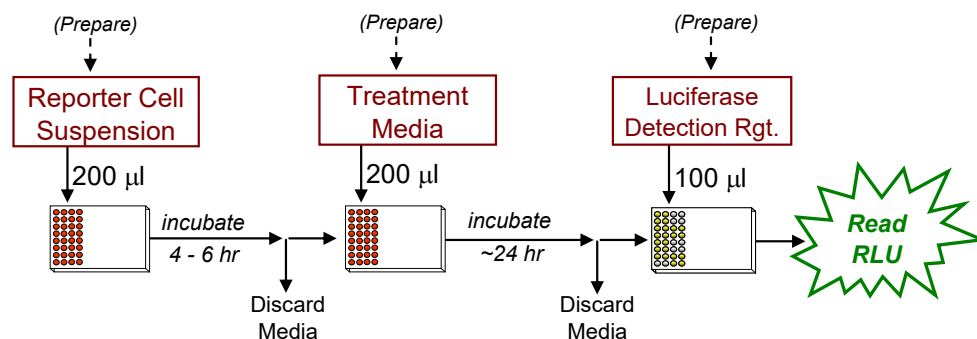 (Prepare)
(Prepare)
(Prepare)
Reporter Cell
Suspension
Treatment
Media
Luciferase
Detection Rgt.
200 μl
200 μl
100 μl
incubate
4 - 6 hr
incubate
~24 hr
Read
RLU
Discard
Media
Discard
Media